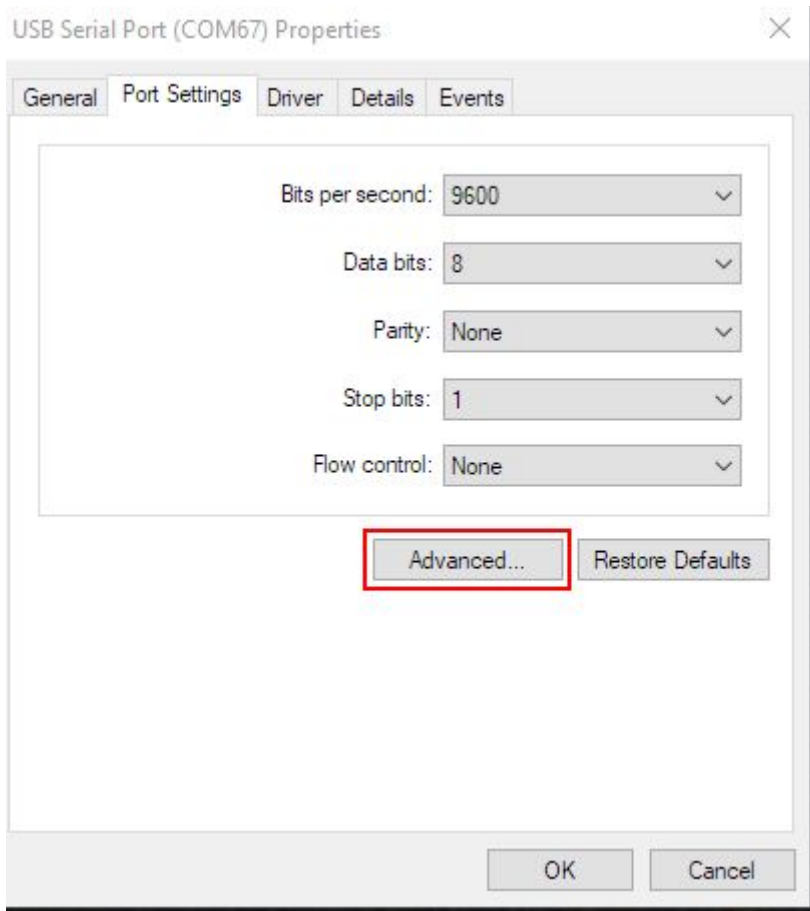 USB Serial Port (COM67) Properties
General Port Settings Driver Details Events
Bits per second: 9600
Data bits: 8
Parity: None
Stop bits: 1
Flow control: None
Advanced... Restore Defaults
OK Cancel